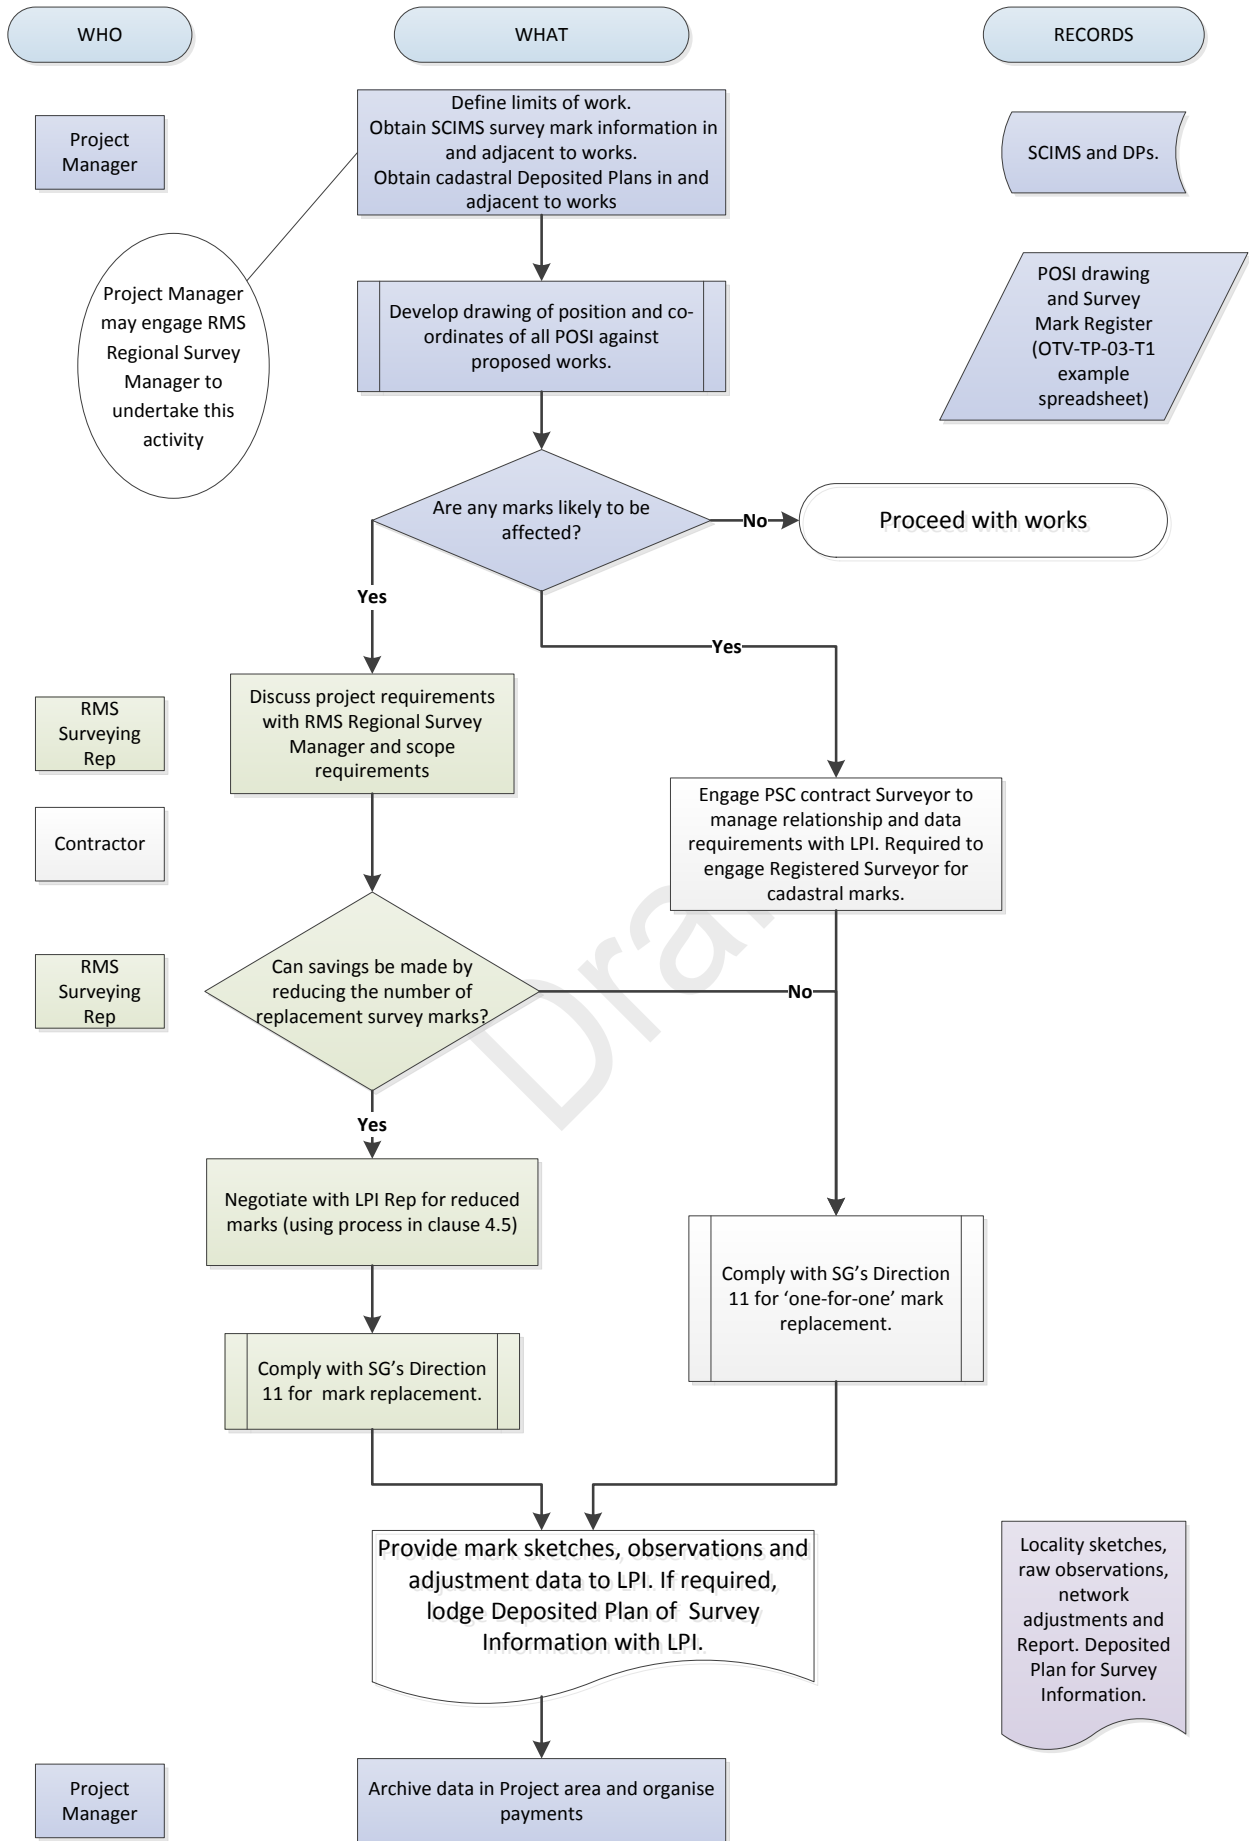 WHO
WHAT
RECORDS
Project
Manager
Define limits of work.
Obtain SCIMS survey mark information in
and adjacent to works.
Obtain cadastral Deposited Plans in and
adjacent to works
SCIMS and DPs.
Project Manager
may engage RMS
Regional Survey
Manager to
undertake this
activity
Develop drawing of position and co-
ordinates of all POSI against
proposed works.
POSI drawing
and Survey
Mark Register
(OTV-TP-03-T1
example
spreadsheet)
Are any marks likely to be
affected?
No
Proceed with works
Yes
Yes
RMS
Surveying
Rep
Discuss project requirements
with RMS Regional Survey
Manager and scope
requirements
Contractor
Engage PSC contract Surveyor to
manage relationship and data
requirements with LPI. Required to
engage Registered Surveyor for
cadastral marks.
RMS
Surveying
Rep
Can savings be made by
reducing the number of
replacement survey marks?
No
Yes
Draft
Negotiate with LPI Rep for reduced
marks (using process in clause 4.5)
Comply with SG's Direction
11 for 'one-for-one' mark
replacement.
Comply with SG's Direction
11 for  mark replacement.
Provide mark sketches, observations and
adjustment data to LPI. If required,
lodge Deposited Plan of  Survey
Information with LPI.
Locality sketches,
raw observations,
network
adjustments and
Report. Deposited
Plan for Survey
Information.
Project
Manager
Archive data in Project area and organise
payments